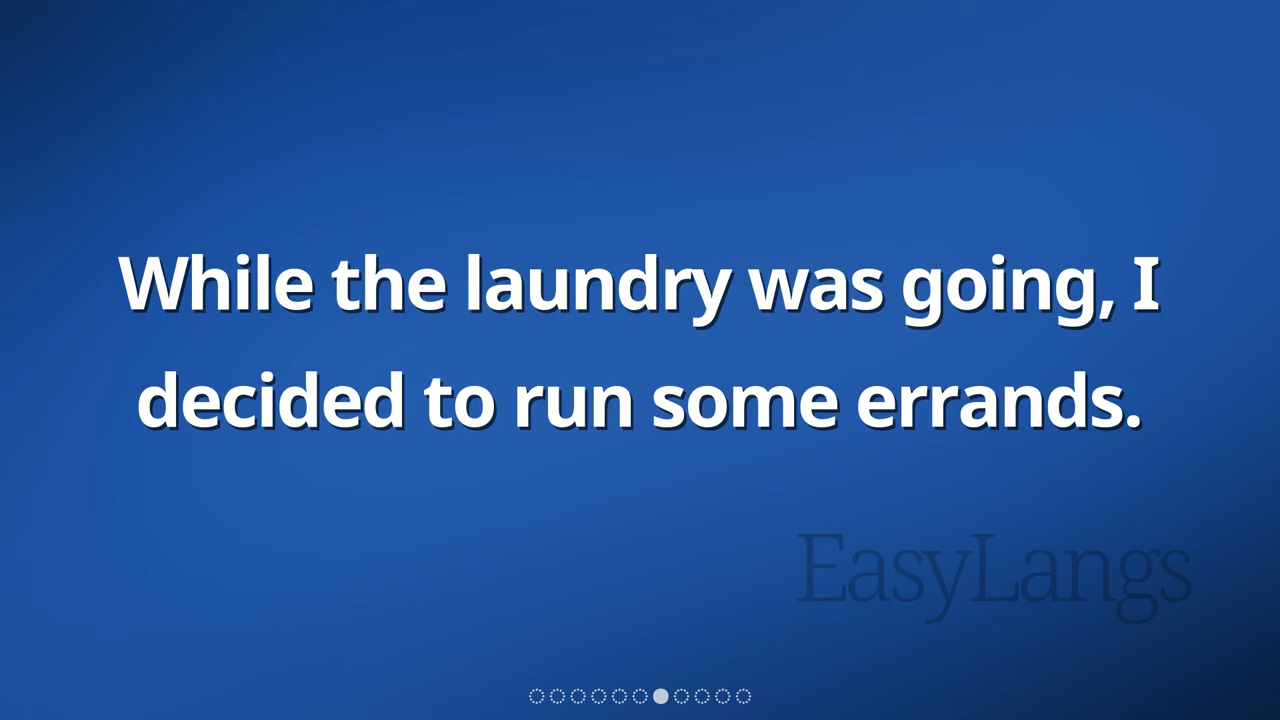 While the laundry was going, I
decided to run some errands.
EasyLangs